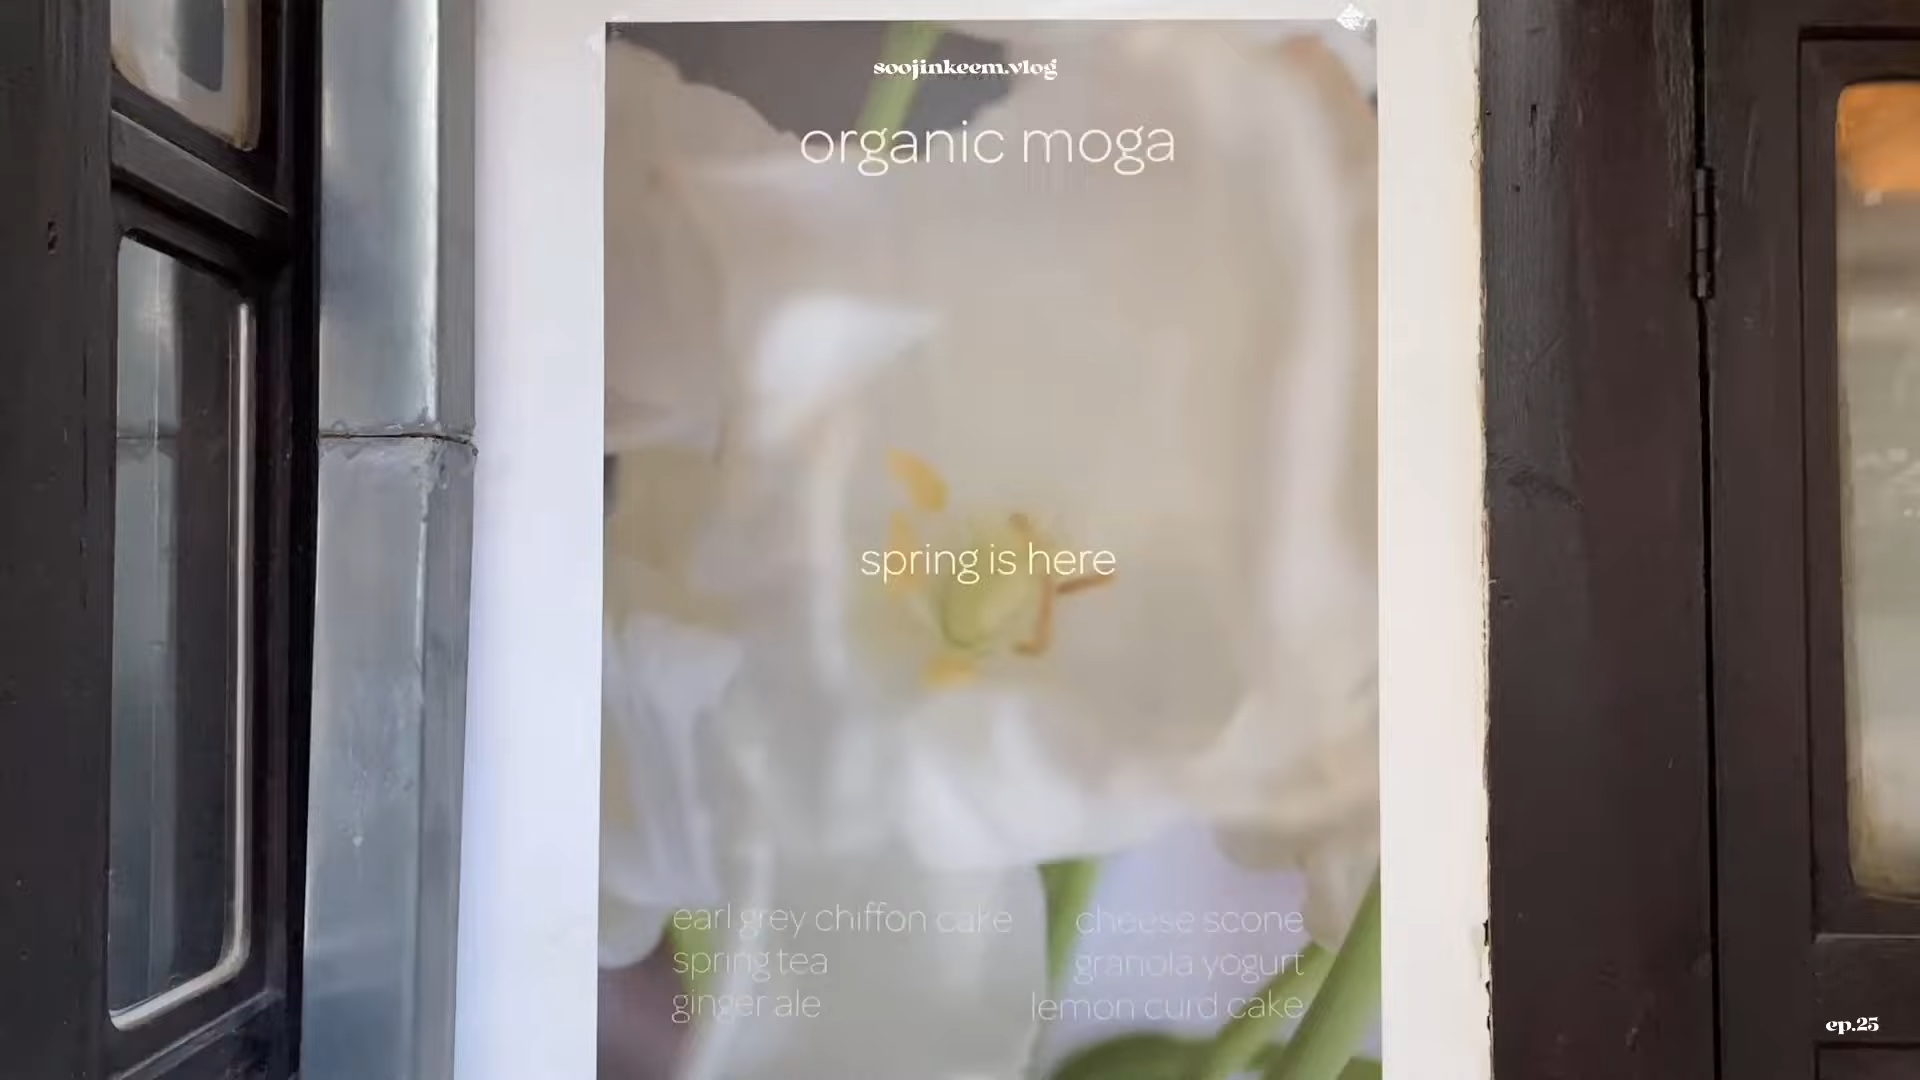 soojinkeem.vlog
organic moga
spring is here
earl grey chiffon cake
spring tea
ginger ale
cheese scone
granola yogurt
lemon curd cake
ep.25